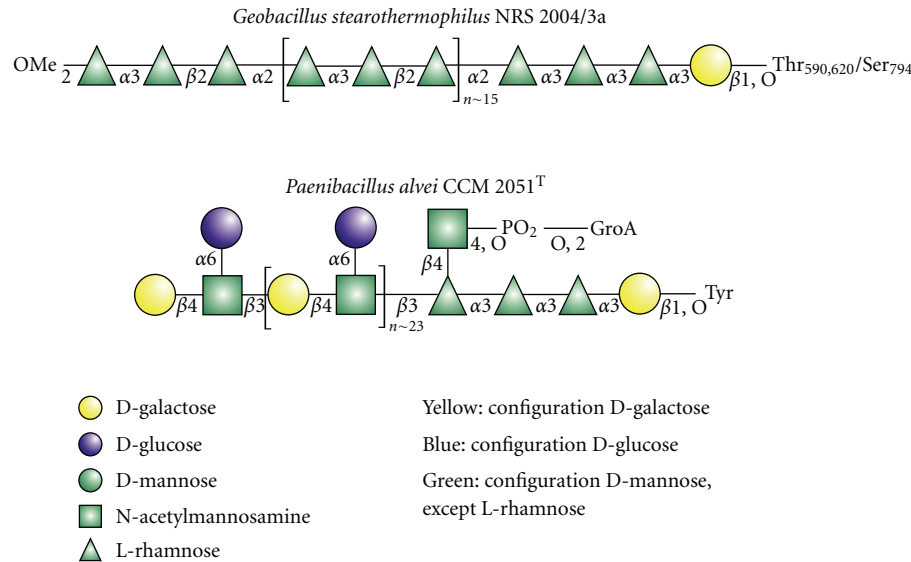 Geobacillus stearothermophilus NRS 2004/3a
OMe 2 α3 β2 α2 [ α3 β2 ]n~15 α2 α3 α3 α3 β1, O Thr590,620/Ser794
Paenibacillus alvei CCM 2051T
4, O PO2 O, 2 GroA
α6 α6 β4
β4 β3 [ β4 ]n~23 β3 α3 α3 α3 β1, O Tyr
D-galactose
D-glucose
D-mannose
N-acetylmannosamine
L-rhamnose
Yellow: configuration D-galactose
Blue: configuration D-glucose
Green: configuration D-mannose,
except L-rhamnose